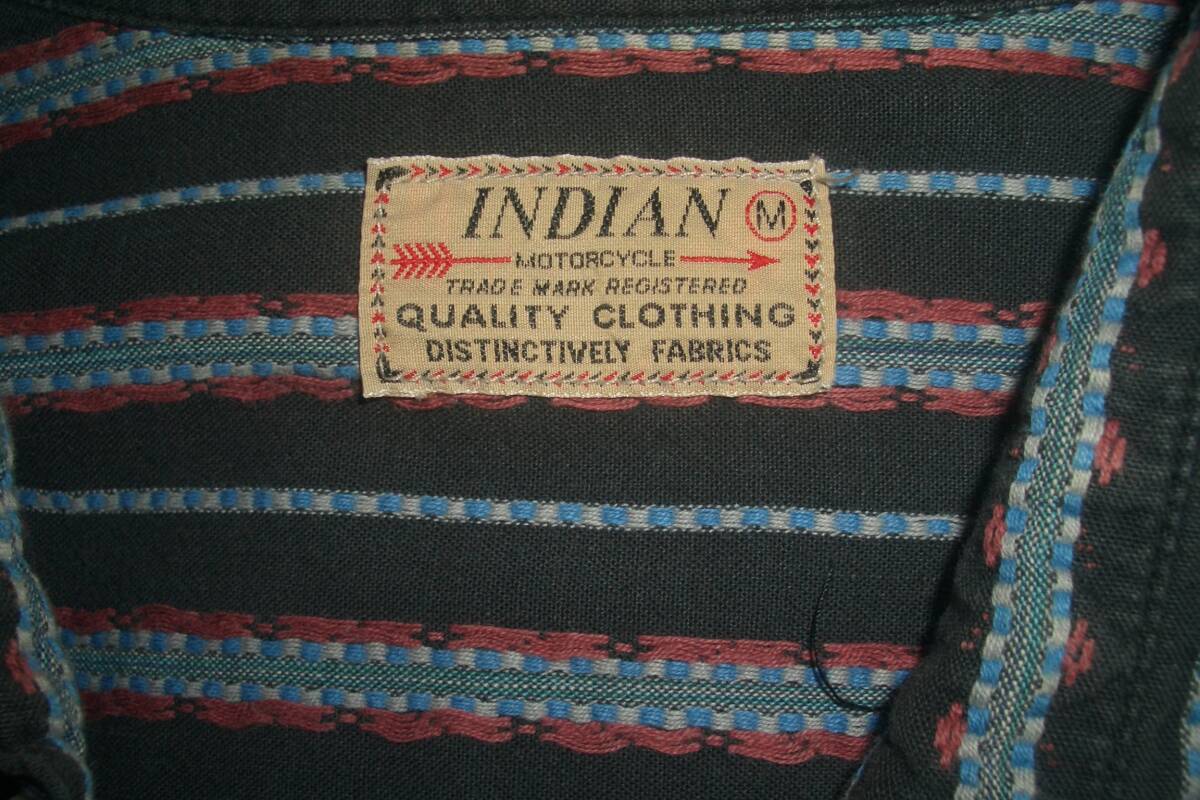 INDIAN M
MOTORCYCLE
TRADE MARK REGISTERED
QUALITY CLOTHING
DISTINCTIVELY FABRICS